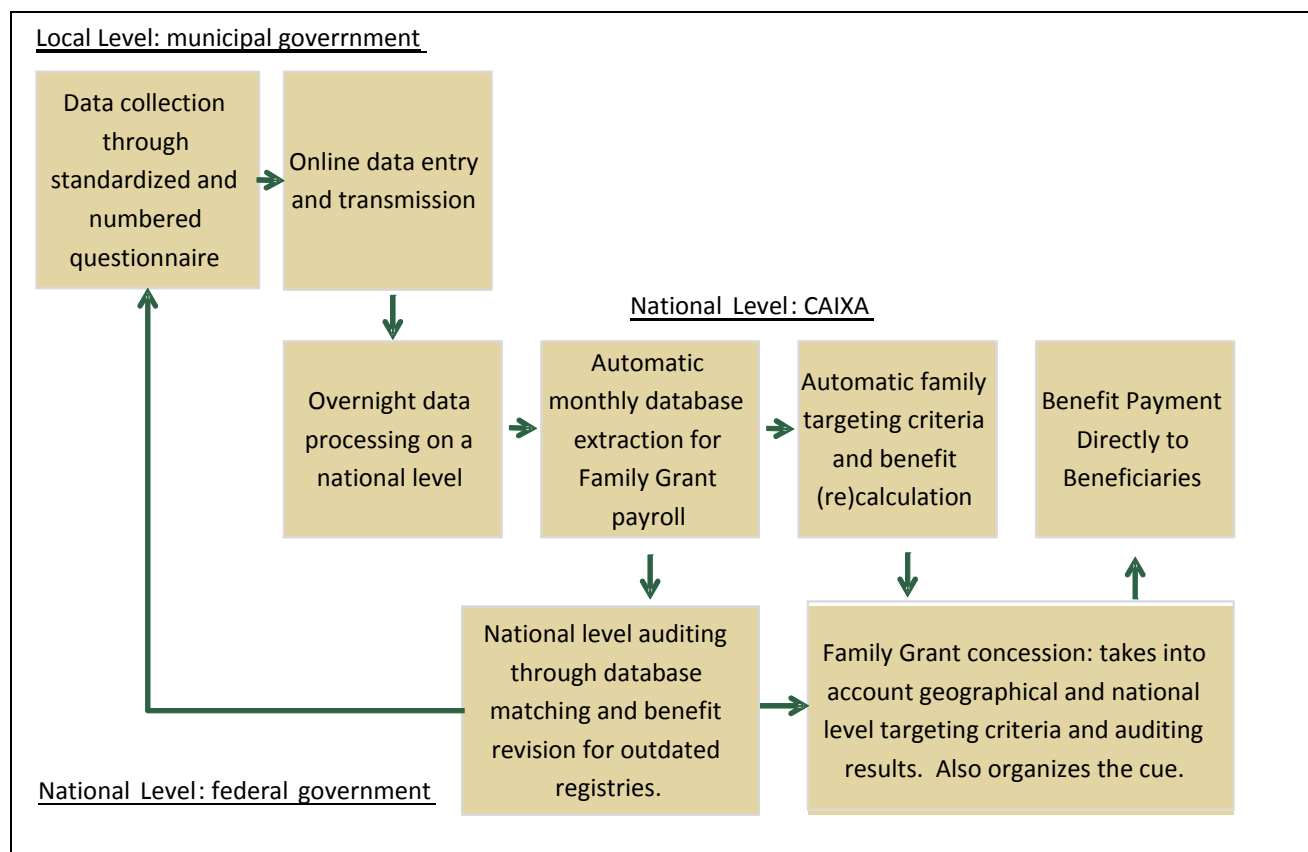 Local Level: municipal goverrnment
Data collection
through
standardized and
numbered
questionnaire
Online data entry
and transmission
National Level: CAIXA
Overnight data
processing on a
national level
Automatic
monthly database
extraction for
Family Grant
payroll
Automatic family
targeting criteria
and benefit
(re)calculation
Benefit Payment
Directly to
Beneficiaries
National level auditing
through database
matching and benefit
revision for outdated
registries.
Family Grant concession: takes into
account geographical and national
level targeting criteria and auditing
results.  Also organizes the cue.
National Level: federal government